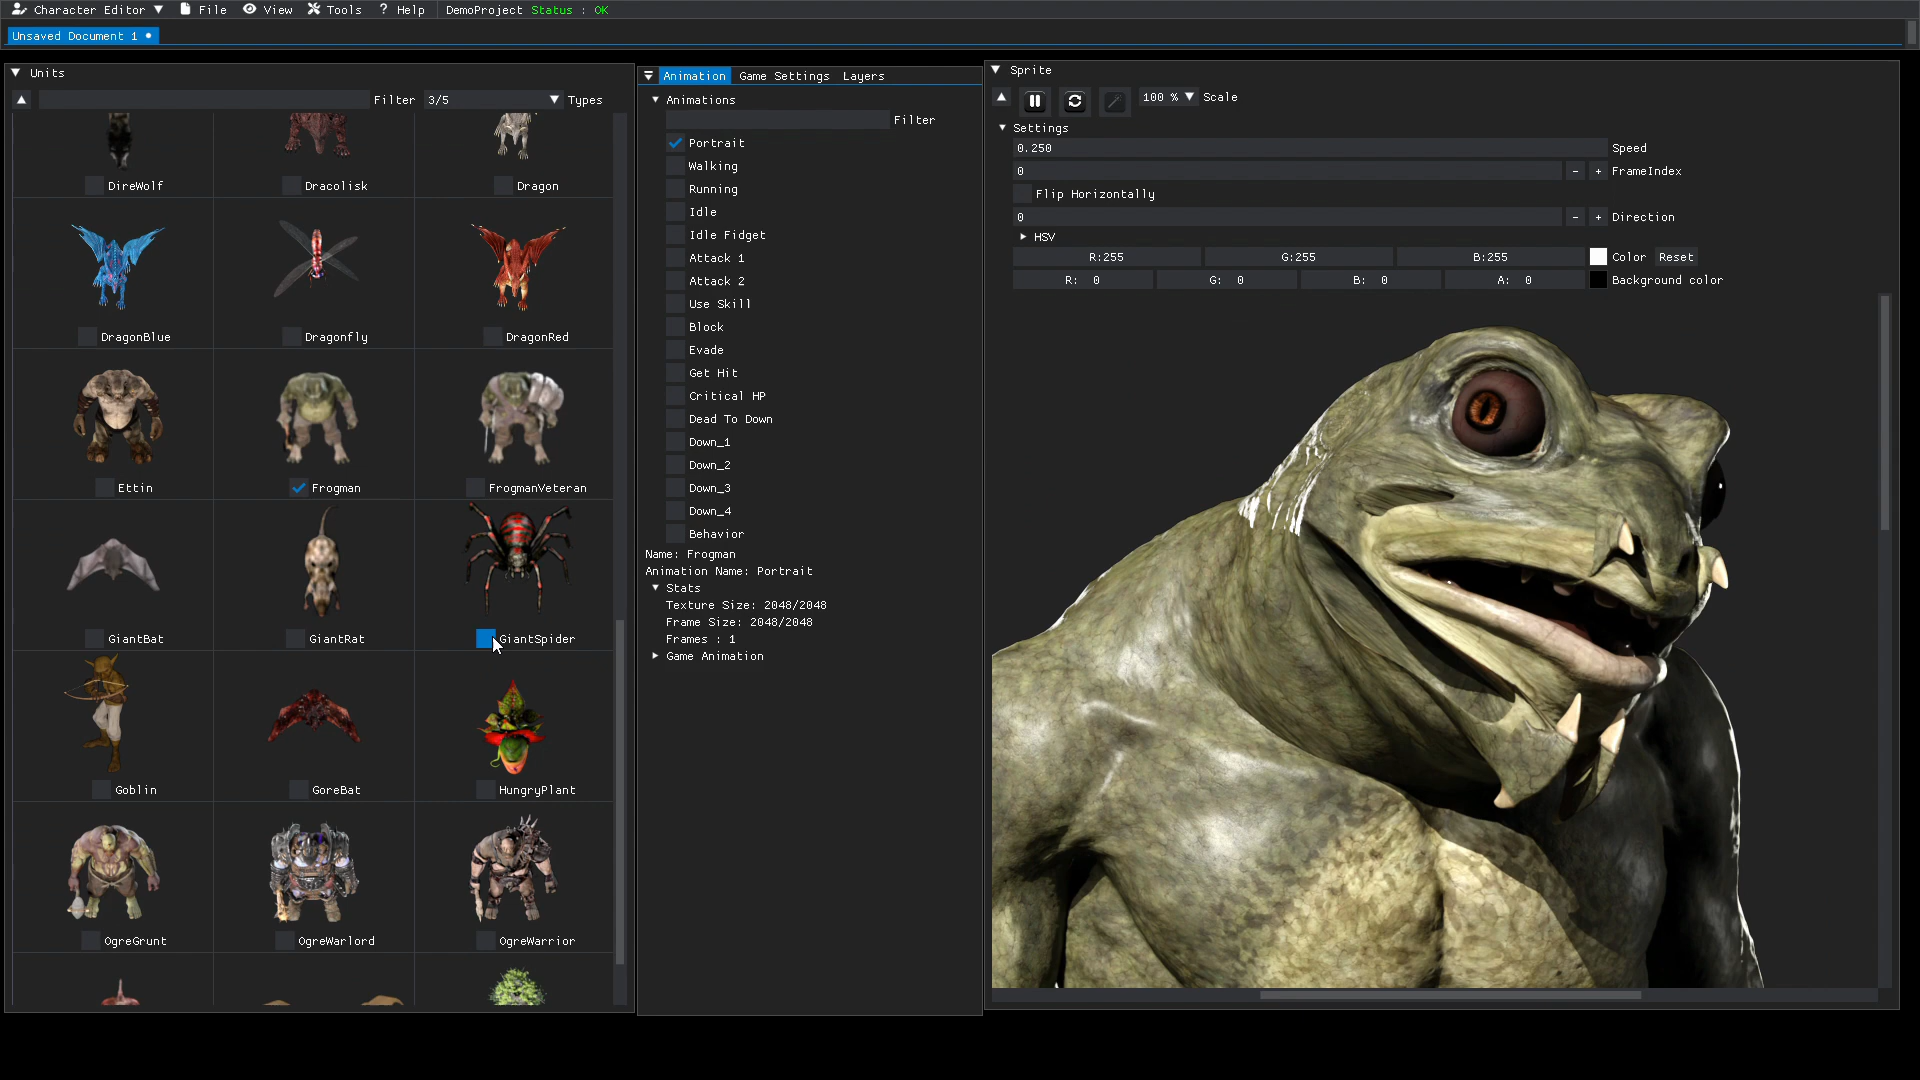 Character Editor File View Tools ? Help DemoProject Status : OK
Unsaved Document 1
Units
Filter 3/5 Types
DireWolf Dracolisk Dragon
DragonBlue Dragonfly DragonRed
Ettin Frogman FrogmanVeteran
GiantBat GiantRat GiantSpider
Goblin GoreBat HungryPlant
OgreGrunt OgreWarlord OgreWarrior
Animation Game Settings Layers
Animations
Filter
Portrait
Walking
Running
Idle
Idle Fidget
Attack 1
Attack 2
Use Skill
Block
Evade
Get Hit
Critical HP
Dead To Down
Down_1
Down_2
Down_3
Down_4
Behavior
Name: Frogman
Animation Name: Portrait
Stats
Texture Size: 2048/2048
Frame Size: 2048/2048
Frames : 1
Game Animation
Sprite
100 % Scale
Settings
0.250 Speed
0 - + FrameIndex
Flip Horizontally
0 - + Direction
HSV
R:255 G:255 B:255 Color Reset
R: 0 G: 0 B: 0 A: 0 Background color